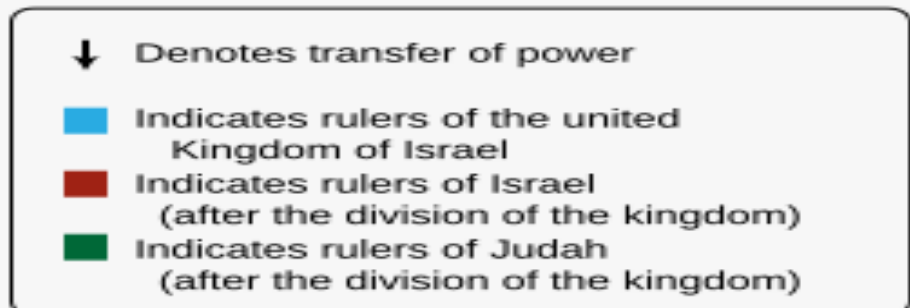 Denotes transfer of power
Indicates rulers of the united
Kingdom of Israel
Indicates rulers of Israel
(after the division of the kingdom)
Indicates rulers of Judah
(after the division of the kingdom)